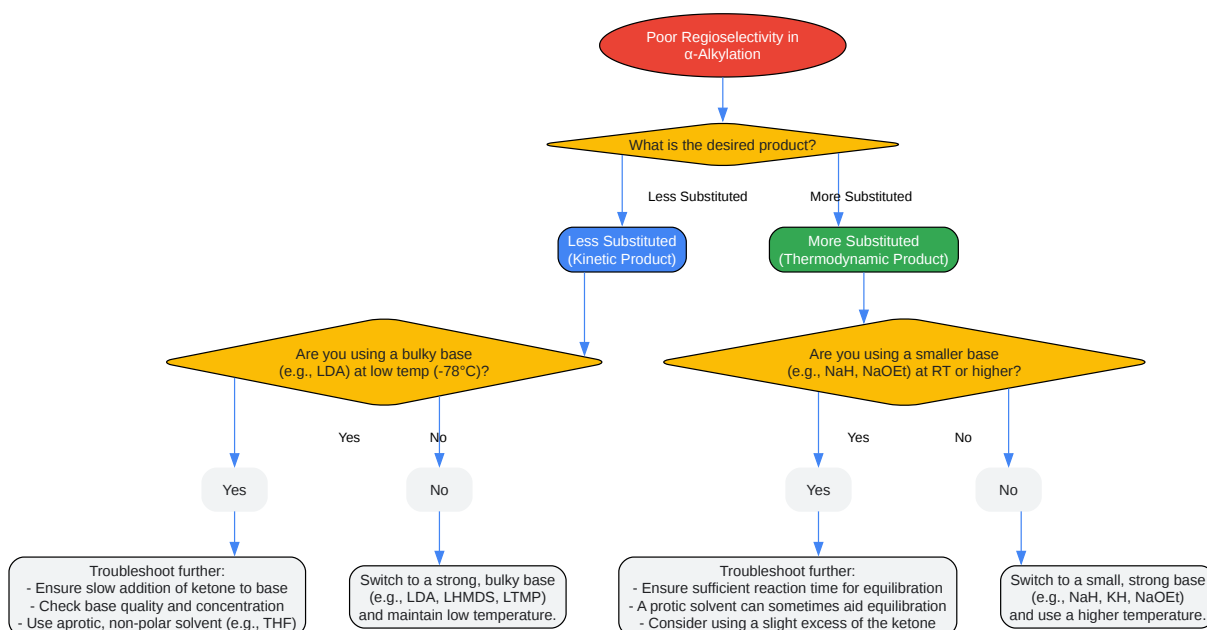 Poor Regioselectivity in
α-Alkylation
What is the desired product?
Less Substituted
More Substituted
Less Substituted
(Kinetic Product)
More Substituted
(Thermodynamic Product)
Are you using a bulky base
(e.g., LDA) at low temp (-78°C)?
Are you using a smaller base
(e.g., NaH, NaOEt) at RT or higher?
Yes
No
Yes
No
Yes
No
Yes
No
Troubleshoot further:
- Ensure slow addition of ketone to base
- Check base quality and concentration
- Use aprotic, non-polar solvent (e.g., THF)
Switch to a strong, bulky base
(e.g., LDA, LHMDS, LTMP)
and maintain low temperature.
Troubleshoot further:
- Ensure sufficient reaction time for equilibration
- A protic solvent can sometimes aid equilibration
- Consider using a slight excess of the ketone
Switch to a small, strong base
(e.g., NaH, KH, NaOEt)
and use a higher temperature.